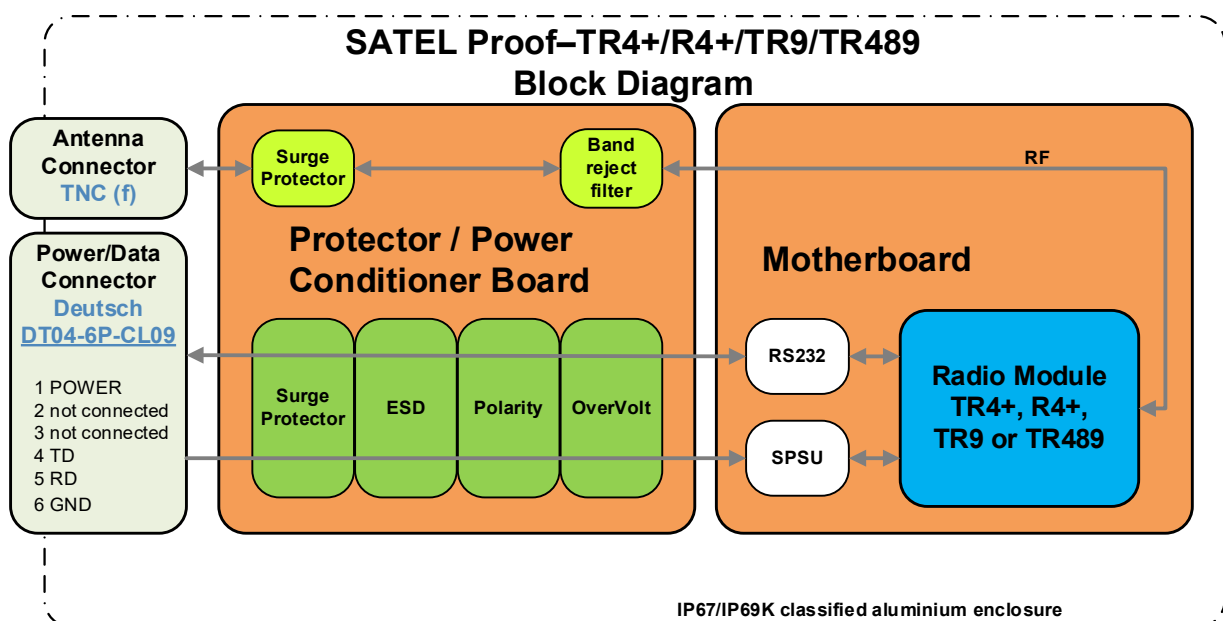 SATEL Proof–TR4+/R4+/TR9/TR489
Block Diagram
Antenna
Connector
TNC (f)
Surge
Protector
Band
reject
filter
RF
Power/Data
Connector
Deutsch
DT04-6P-CL09
1 POWER
2 not connected
3 not connected
4 TD
5 RD
6 GND
Protector / Power
Conditioner Board
Surge
Protector
ESD
Polarity
OverVolt
Motherboard
RS232
SPSU
Radio Module
TR4+, R4+,
TR9 or TR489
IP67/IP69K classified aluminium enclosure